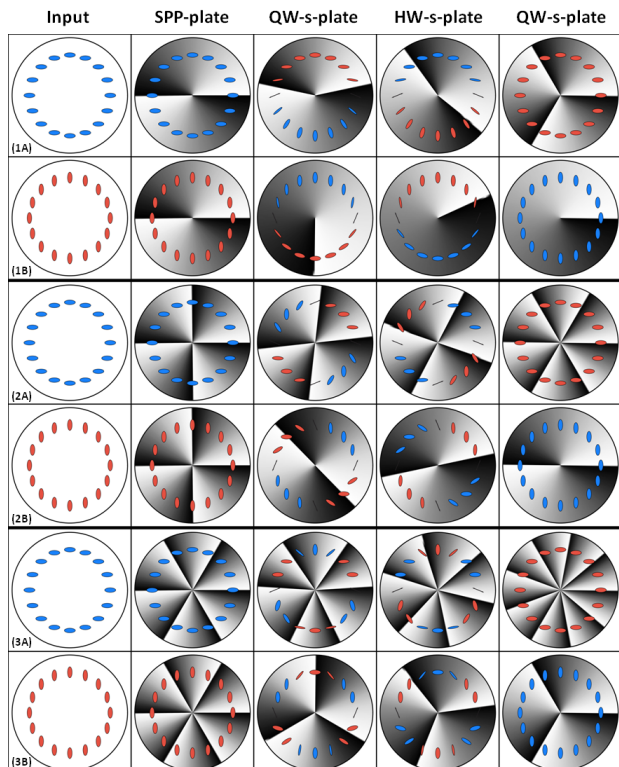 Input SPP-plate QW-s-plate HW-s-plate QW-s-plate
(1A)
(1B)
(2A)
(2B)
(3A)
(3B)